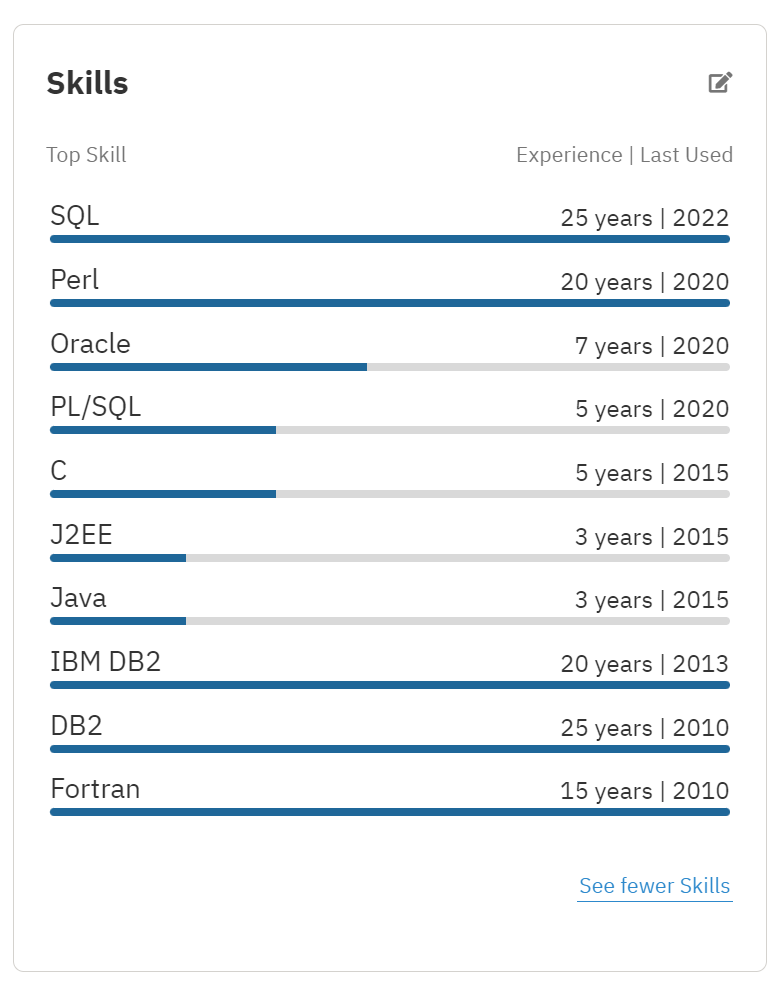 Skills
Top Skill Experience | Last Used
SQL 25 years | 2022
Perl 20 years | 2020
Oracle 7 years | 2020
PL/SQL 5 years | 2020
C 5 years | 2015
J2EE 3 years | 2015
Java 3 years | 2015
IBM DB2 20 years | 2013
DB2 25 years | 2010
Fortran 15 years | 2010
See fewer Skills